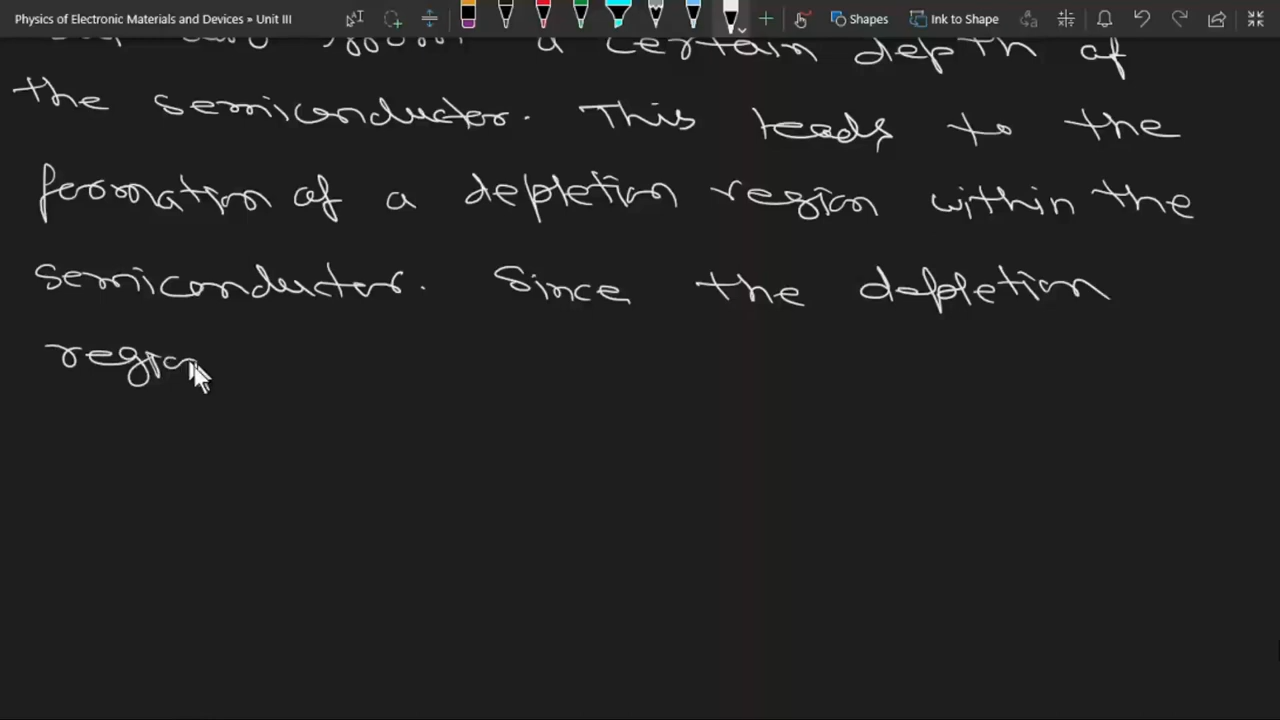 Physics of Electronic Materials and Devices » Unit III
Shapes
Ink to Shape
a certain depth of
the semiconductor. This leads to the
formation of a depletion region within the
semiconductor. Since the depletion
region